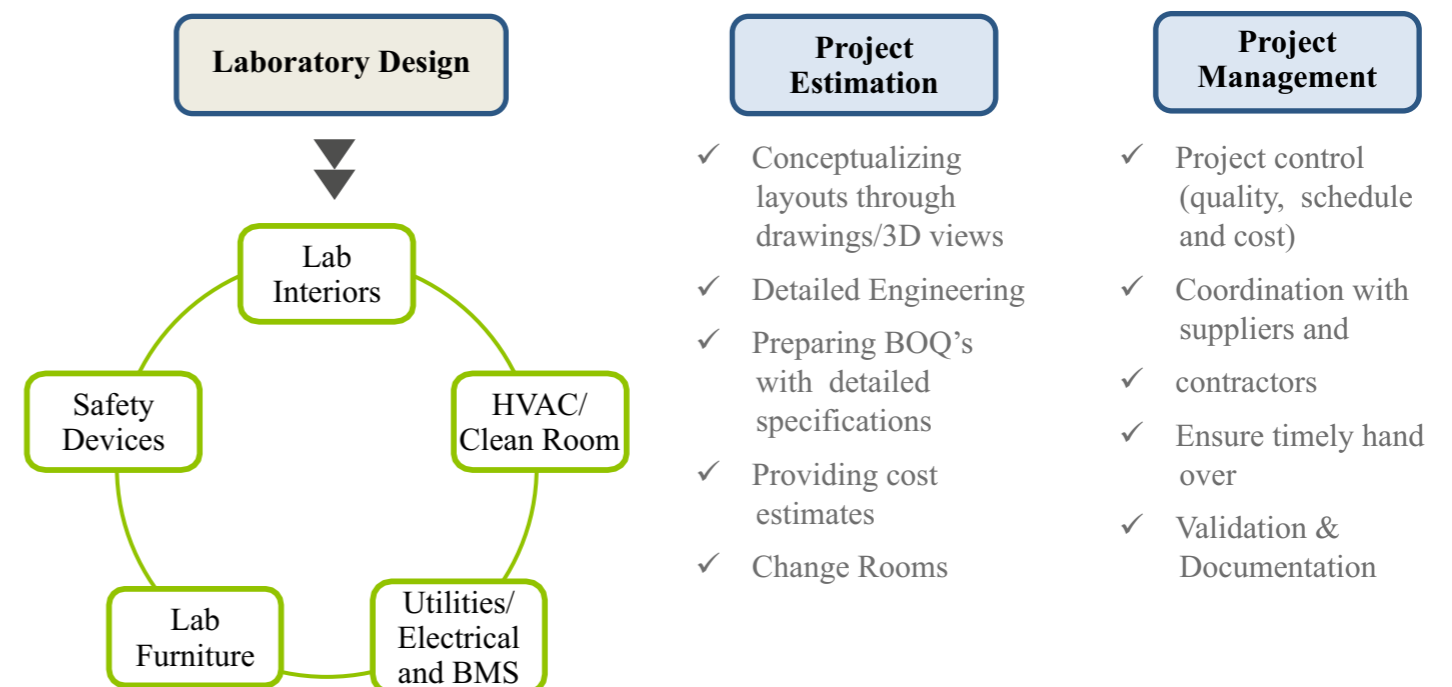 Laboratory Design
Lab
Interiors
HVAC/
Clean Room
Utilities/
Electrical
and BMS
Lab
Furniture
Safety
Devices
Project
Estimation
✓ Conceptualizing
layouts through
drawings/3D views
✓ Detailed Engineering
✓ Preparing BOQ’s
with detailed
specifications
✓ Providing cost
estimates
✓ Change Rooms
Project
Management
✓ Project control
(quality, schedule
and cost)
✓ Coordination with
suppliers and
✓ contractors
✓ Ensure timely hand
over
✓ Validation &
Documentation